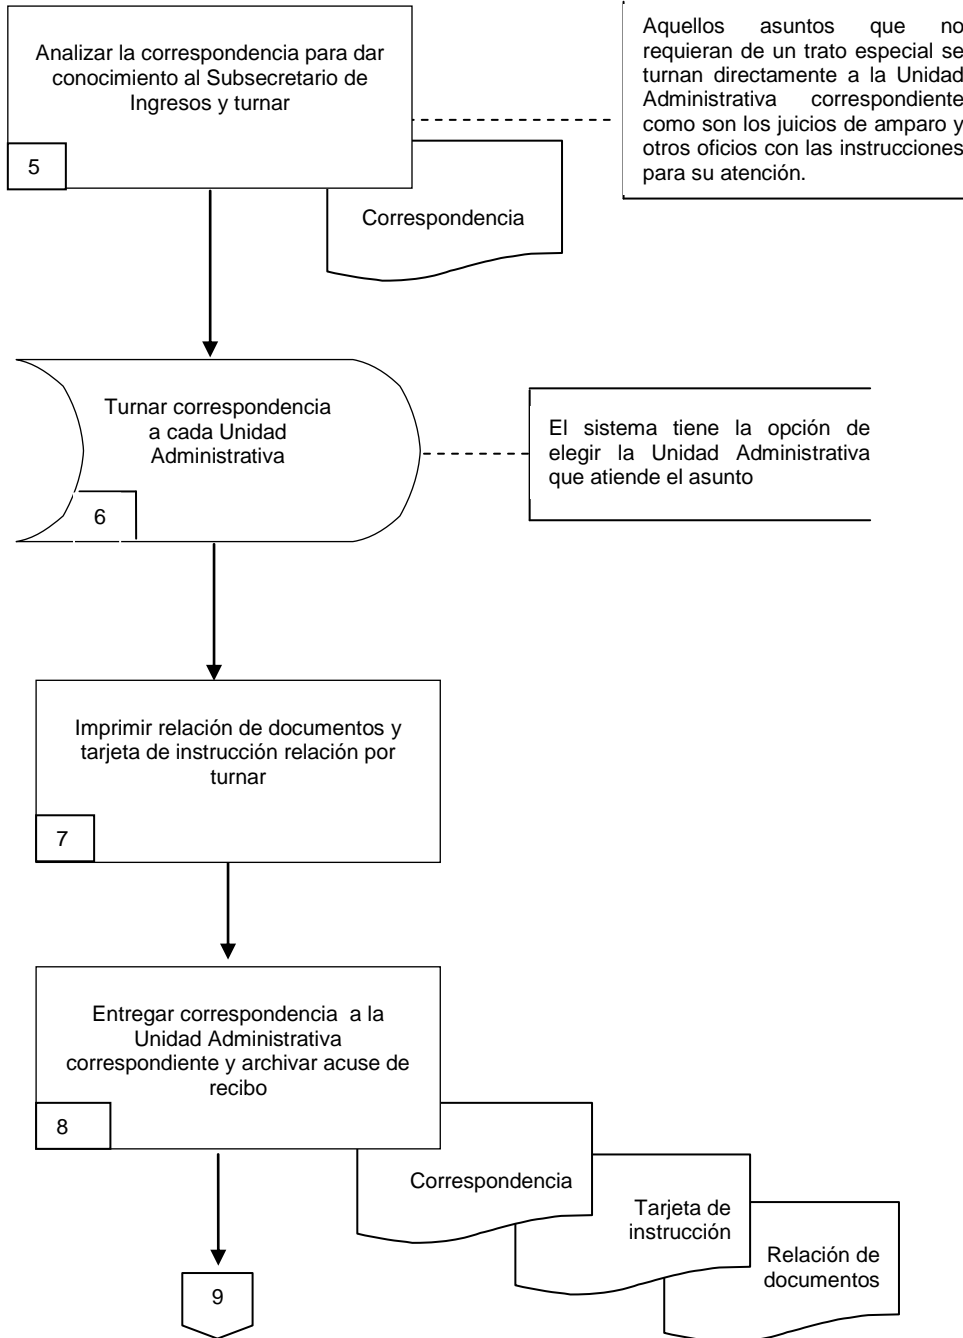 Analizar la correspondencia para dar
conocimiento al Subsecretario de
Ingresos y turnar
5
Aquellos asuntos que no
requieran de un trato especial se
turnan directamente a la Unidad
Administrativa correspondiente
como son los juicios de amparo y
otros oficios con las instrucciones
para su atención.
Correspondencia
Turnar correspondencia
a cada Unidad
Administrativa
6
El sistema tiene la opción de
elegir la Unidad Administrativa
que atiende el asunto
Imprimir relación de documentos y
tarjeta de instrucción relación por
turnar
7
Entregar correspondencia a la
Unidad Administrativa
correspondiente y archivar acuse de
recibo
8
Correspondencia
Tarjeta de
instrucción
Relación de
documentos
9